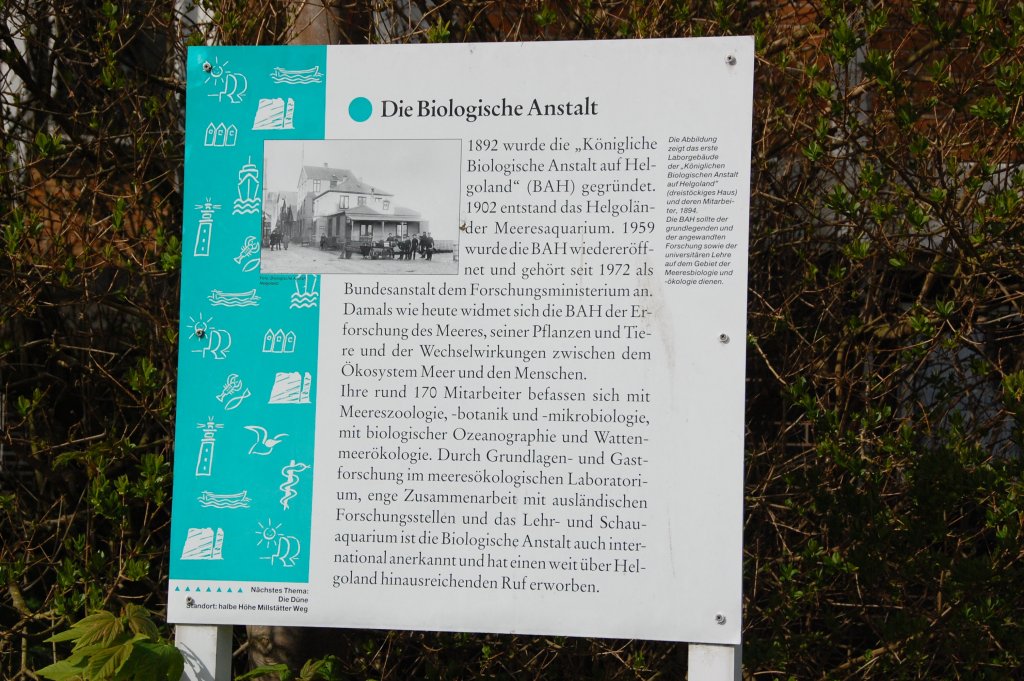 Die Biologische Anstalt
1892 wurde die „Königliche
Biologische Anstalt auf Hel-
goland“ (BAH) gegründet.
1902 entstand das Helgolän-
der Meeresaquarium. 1959
wurde die BAH wiedereröff-
net und gehört seit 1972 als
Bundesanstalt dem Forschungsministerium an.
Damals wie heute widmet sich die BAH der Er-
forschung des Meeres, seiner Pflanzen und Tie-
re und der Wechselwirkungen zwischen dem
Ökosystem Meer und den Menschen.
Ihre rund 170 Mitarbeiter befassen sich mit
Meereszoologie, -botanik und -mikrobiologie,
mit biologischer Ozeanographie und Watten-
meerökologie. Durch Grundlagen- und Gast-
forschung im meeresökologischen Laboratori-
um, enge Zusammenarbeit mit ausländischen
Forschungsstellen und das Lehr- und Schau-
aquarium ist die Biologische Anstalt auch inter-
national anerkannt und hat einen weit über Hel-
goland hinausreichenden Ruf erworben.
Die Abbildung
zeigt das erste
Laborgebäude
der „Königlichen
Biologischen Anstalt
auf Helgoland“
(dreistöckiges Haus)
und deren Mitarbei-
ter, 1894.
Die BAH sollte der
grundlegenden und
der angewandten
Forschung sowie der
universitären Lehre
auf dem Gebiet der
Meeresbiologie und
-ökologie dienen.
Nächstes Thema:
Die Düne
Standort: halbe Höhe Millstätter Weg